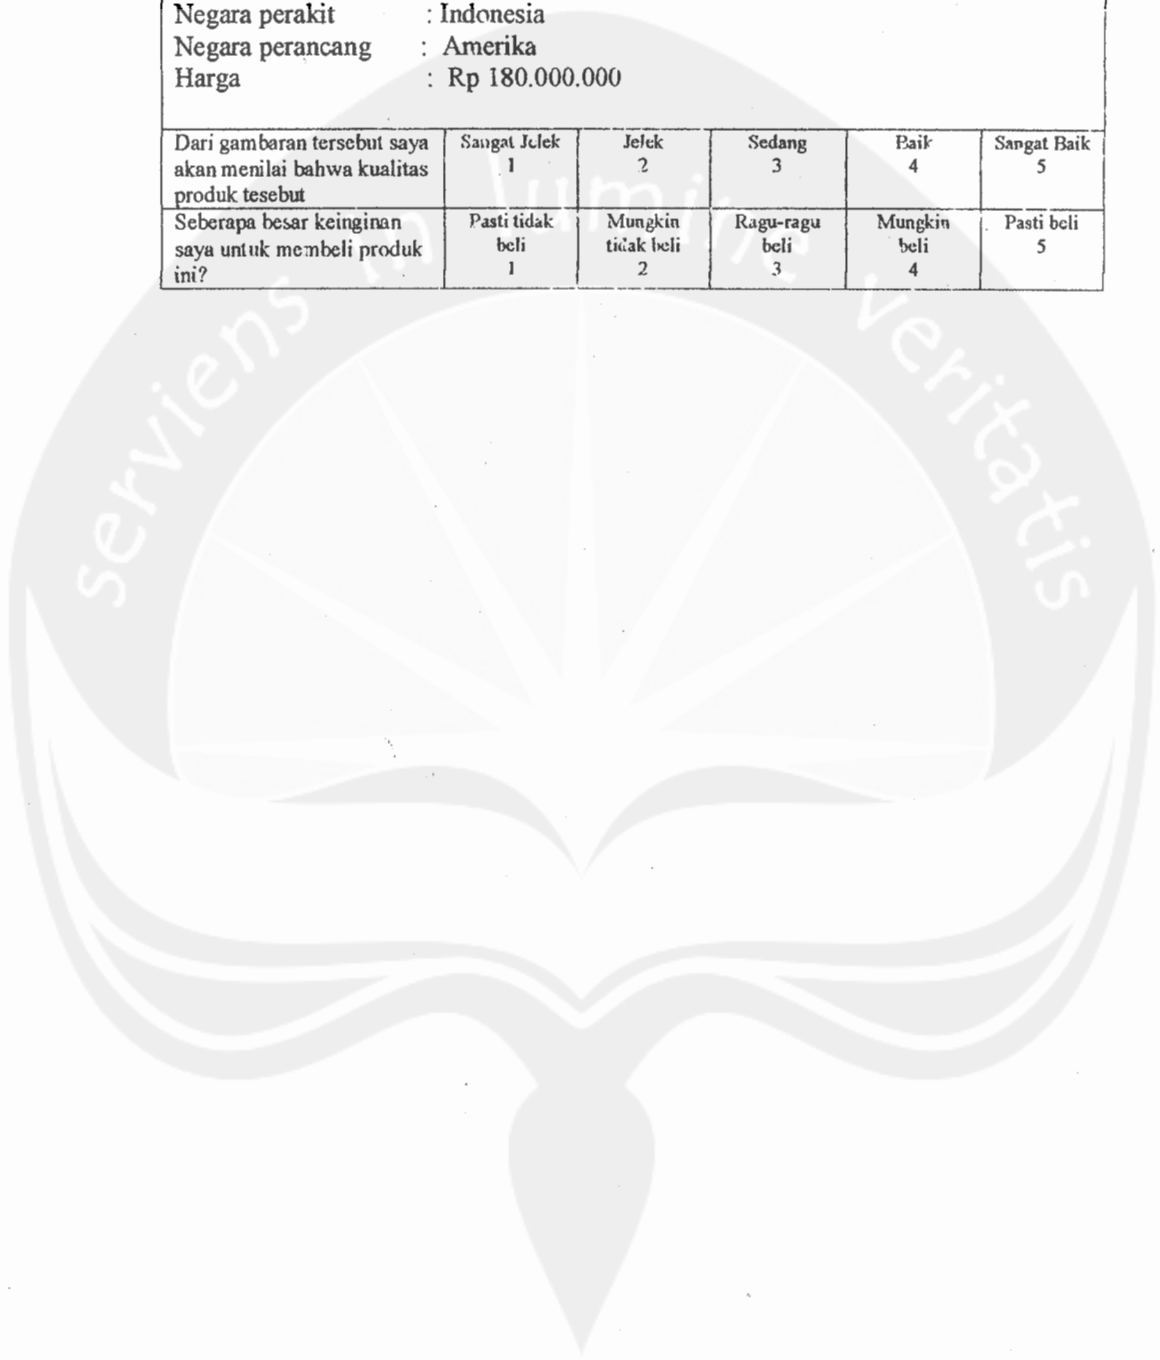 Negara perakit : Indonesia
Negara perancang : Amerika
Harga : Rp 180.000.000
Dari gambaran tersebut saya akan menilai bahwa kualitas produk tesebut
Sangat Jelek 1
Jelek 2
Sedang 3
Baik 4
Sangat Baik 5
Seberapa besar keinginan saya untuk membeli produk ini?
Pasti tidak beli 1
Mungkin tidak beli 2
Ragu-ragu beli 3
Mungkin beli 4
Pasti beli 5
serviens in lumine veritatis